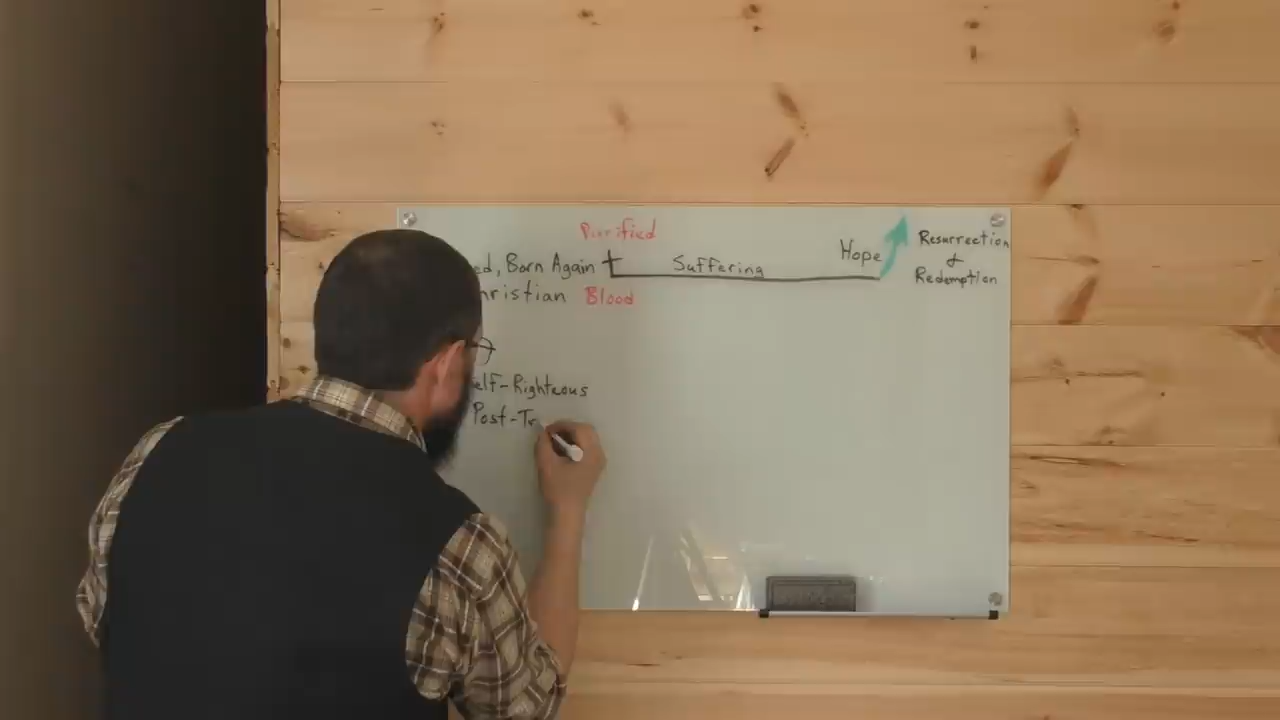 Purified
ed, Born Again Suffering Hope
hristian Blood
Resurrection
&
Redemption
elf-Righteous
Post-Tr